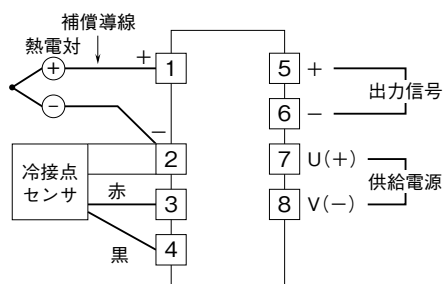 補償導線
熱電対
+ + 1
−
− 2
冷接点
センサ
赤 3
黒 4
5 +
出力信号
6 −
7 U(+)
供給電源
8 V(−)